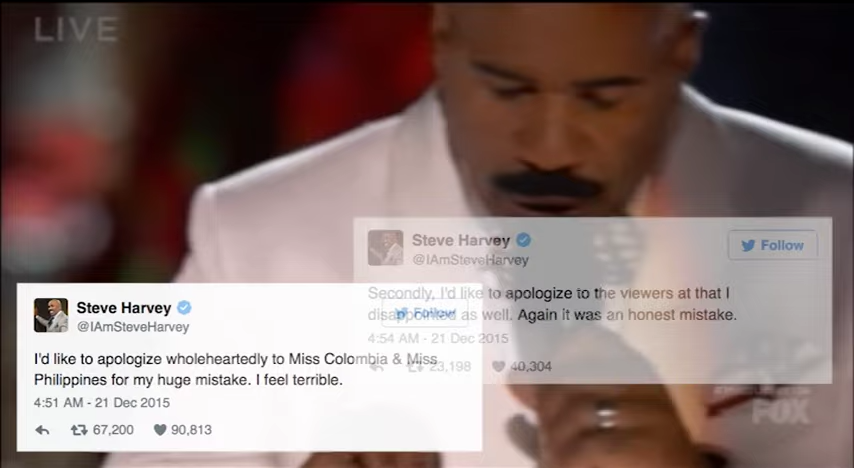 LIVE
Steve Harvey
@IAmSteveHarvey
Follow
Secondly, I'd like to apologize to the viewers at that I
disappointed as well. Again it was an honest mistake.
4:54 AM - 21 Dec 2015
23,198 40,304
Steve Harvey
@IAmSteveHarvey
Follow
I'd like to apologize wholeheartedly to Miss Colombia & Miss
Philippines for my huge mistake. I feel terrible.
4:51 AM - 21 Dec 2015
67,200 90,813
FOX